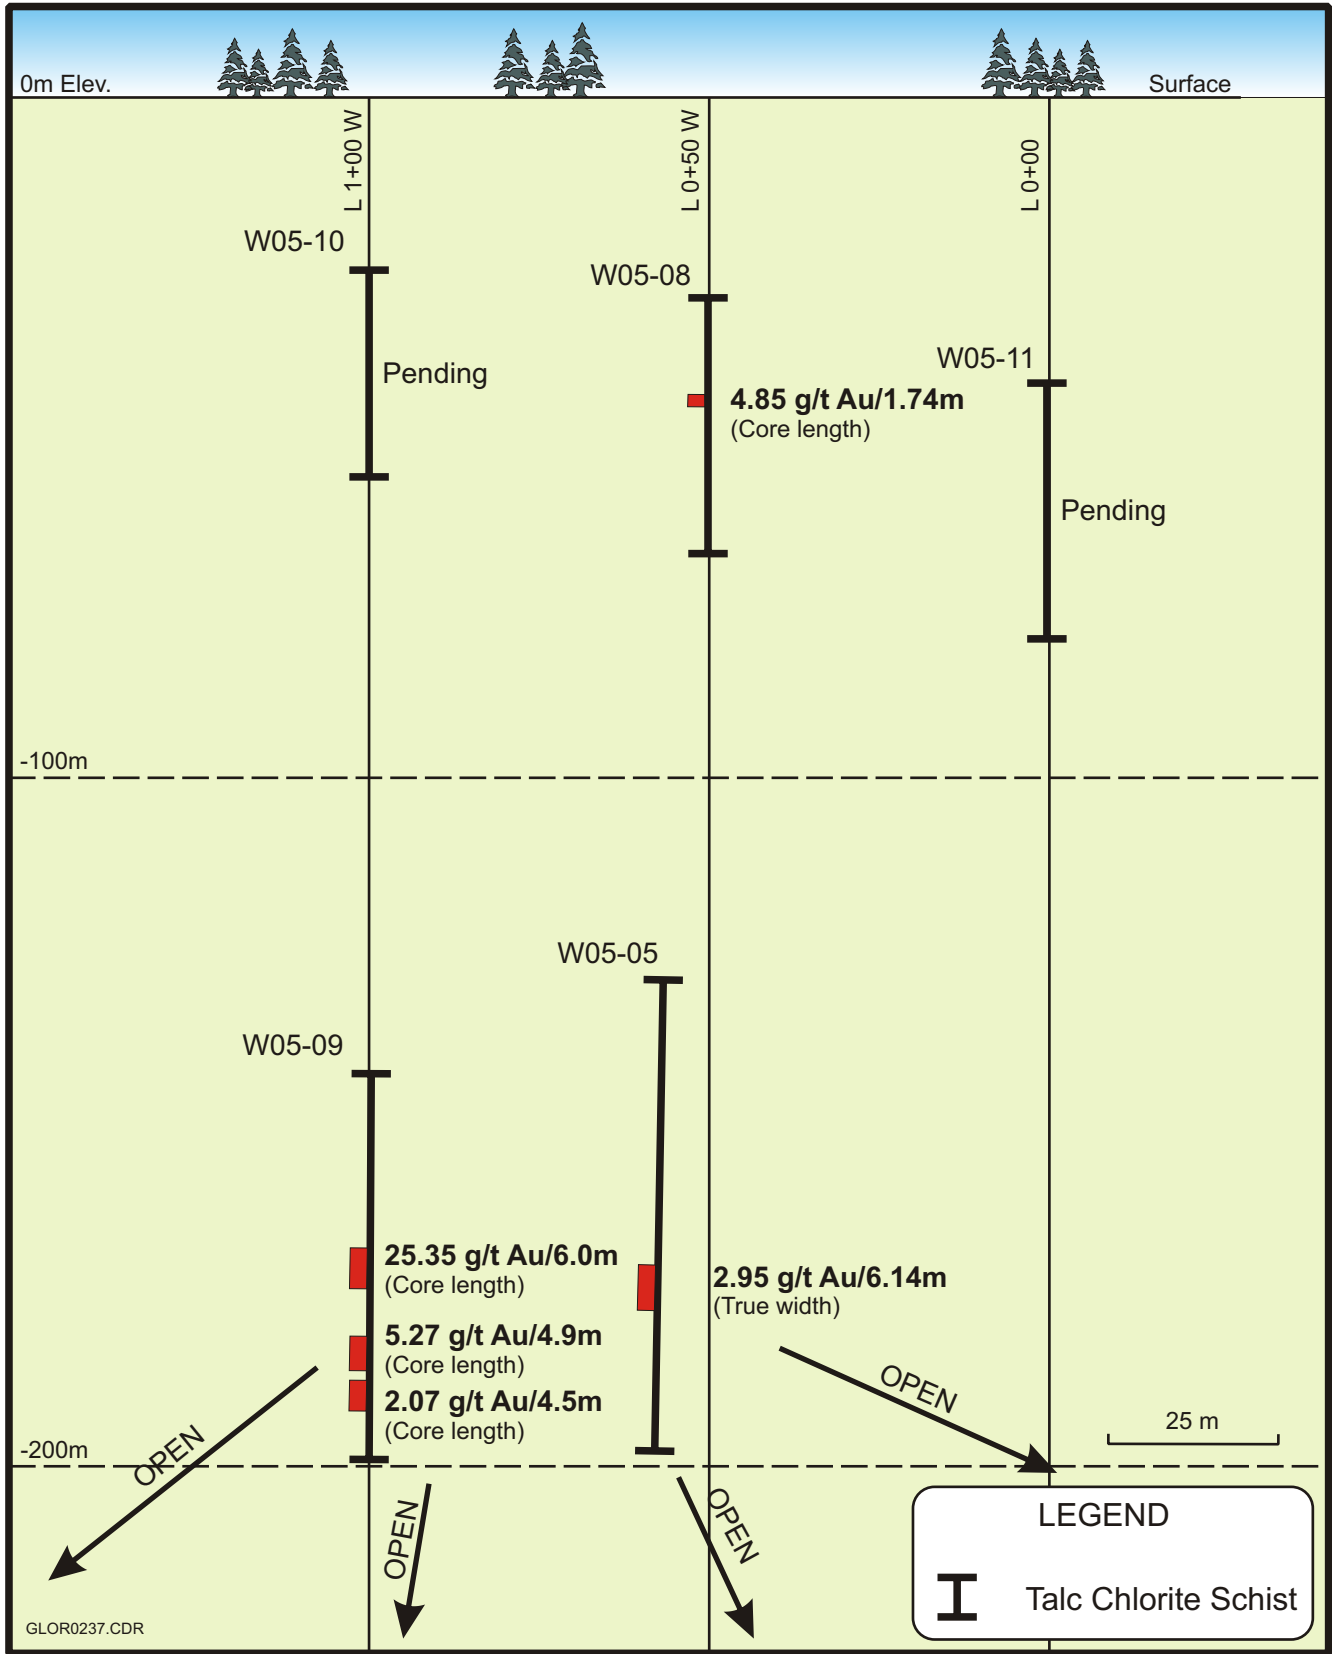 0m Elev.
Surface
L 1+00 W
L 0+50 W
L 0+00
W05-10
Pending
W05-08
4.85 g/t Au/1.74m
(Core length)
W05-11
Pending
-100m
W05-05
W05-09
25.35 g/t Au/6.0m
(Core length)
5.27 g/t Au/4.9m
(Core length)
2.07 g/t Au/4.5m
(Core length)
2.95 g/t Au/6.14m
(True width)
OPEN
OPEN
OPEN
OPEN
25 m
-200m
LEGEND
Talc Chlorite Schist
GLOR0237.CDR